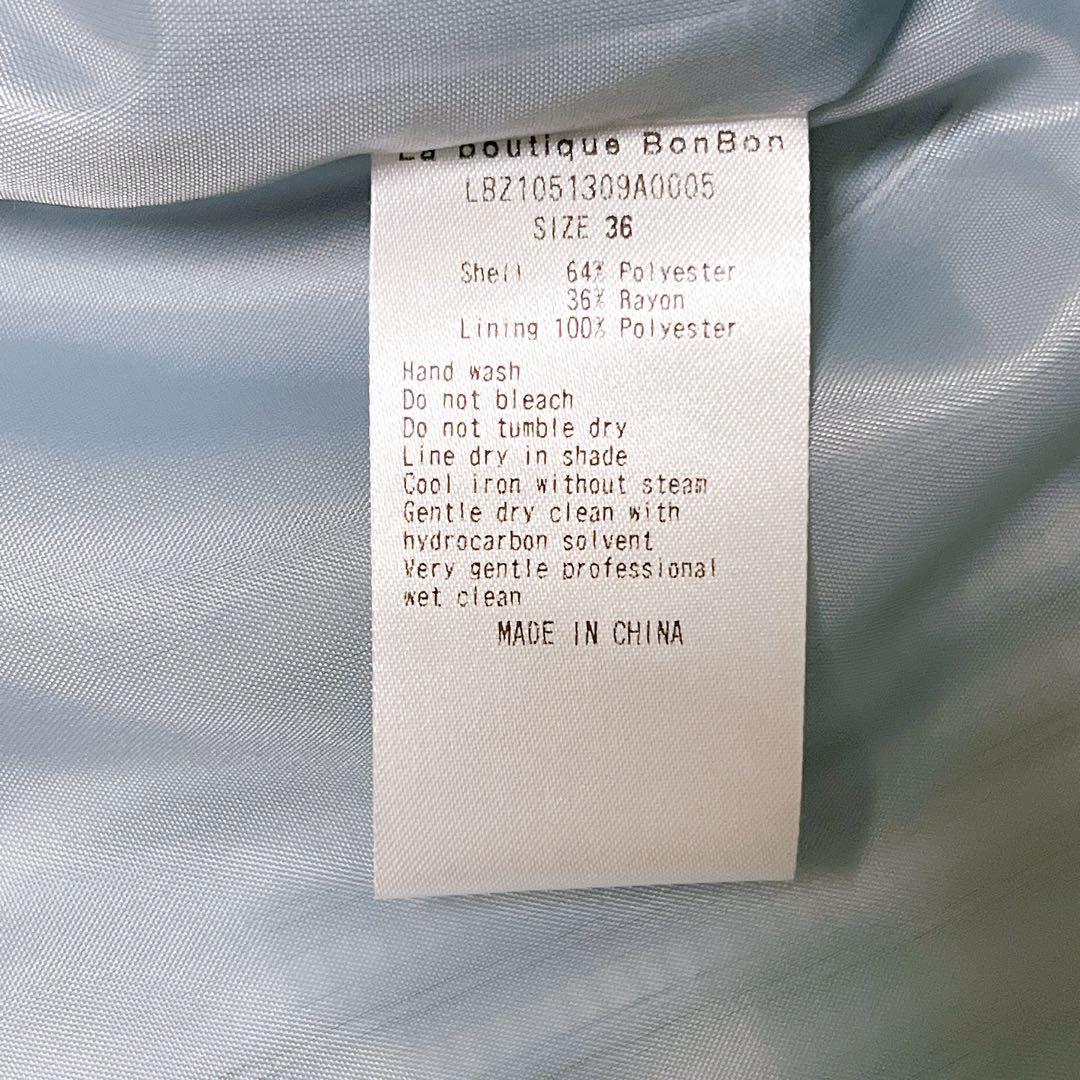 La boutique BonBon
LBZ1051309A0005
SIZE 36
Shell 64% Polyester
36% Rayon
Lining 100% Polyester
Hand wash
Do not bleach
Do not tumble dry
Line dry in shade
Cool iron without steam
Gentle dry clean with
hydrocarbon solvent
Very gentle professional
wet clean
MADE IN CHINA